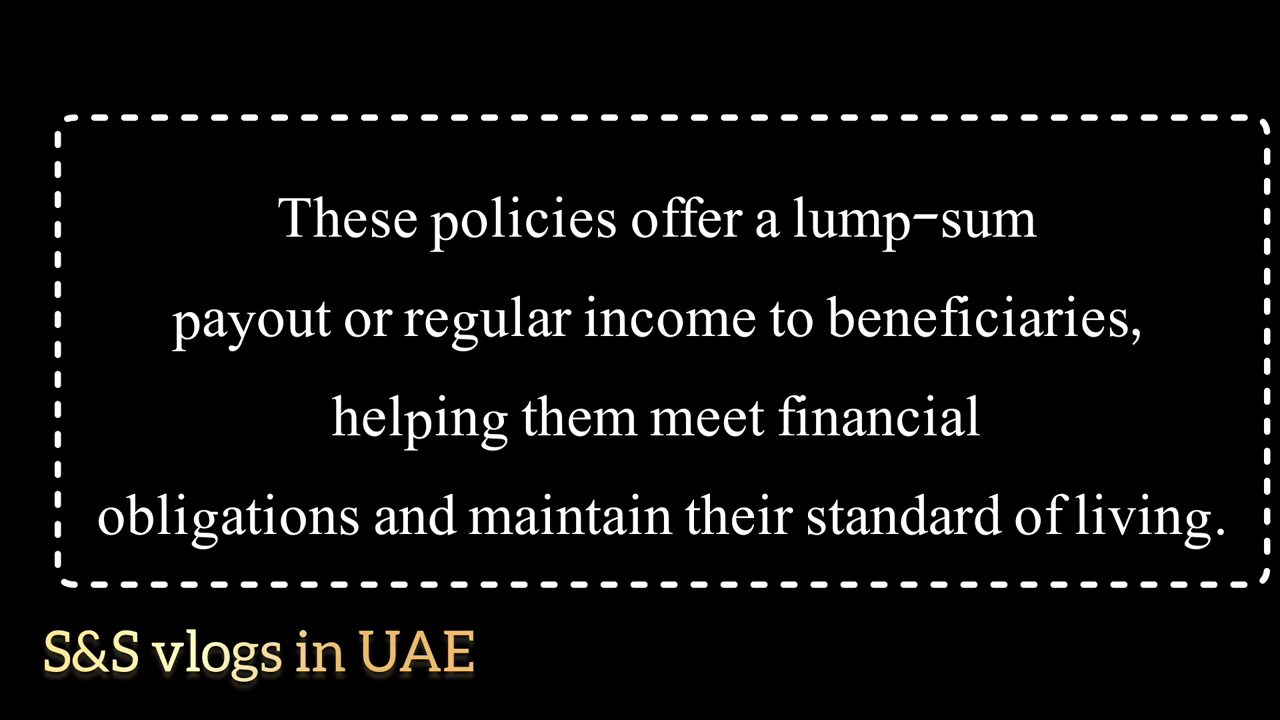 These policies offer a lump-sum
payout or regular income to beneficiaries,
helping them meet financial
obligations and maintain their standard of living.
S&S vlogs in UAE